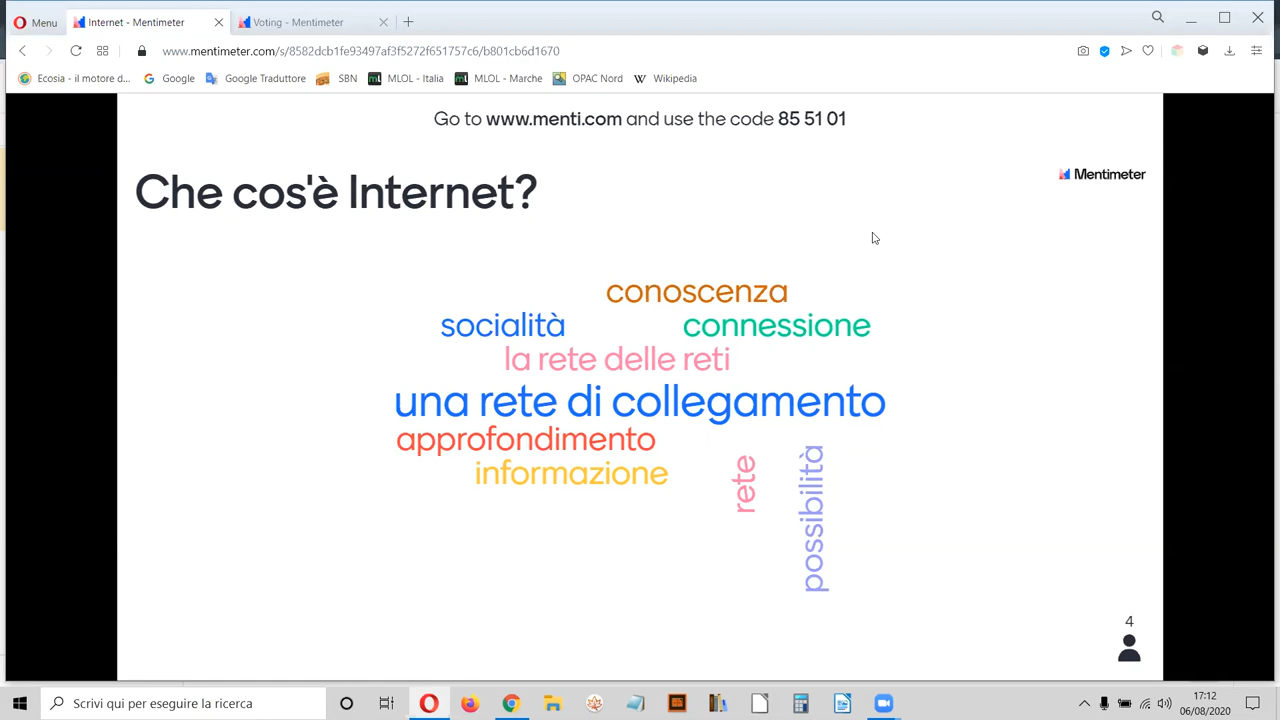 Menu
Internet - Mentimeter
Voting - Mentimeter
www.mentimeter.com/s/8582dcb1fe93497af3f5272f651757c6/b801cb6d1670
Ecosia - il motore d...
Google
Google Traduttore
SBN
MLOL - Italia
MLOL - Marche
OPAC Nord
W Wikipedia
Go to www.menti.com and use the code 85 51 01
Che cos'è Internet?
Mentimeter
conoscenza
socialità
connessione
la rete delle reti
una rete di collegamento
approfondimento
informazione
rete
possibilità
4
Scrivi qui per eseguire la ricerca
17:12
06/08/2020